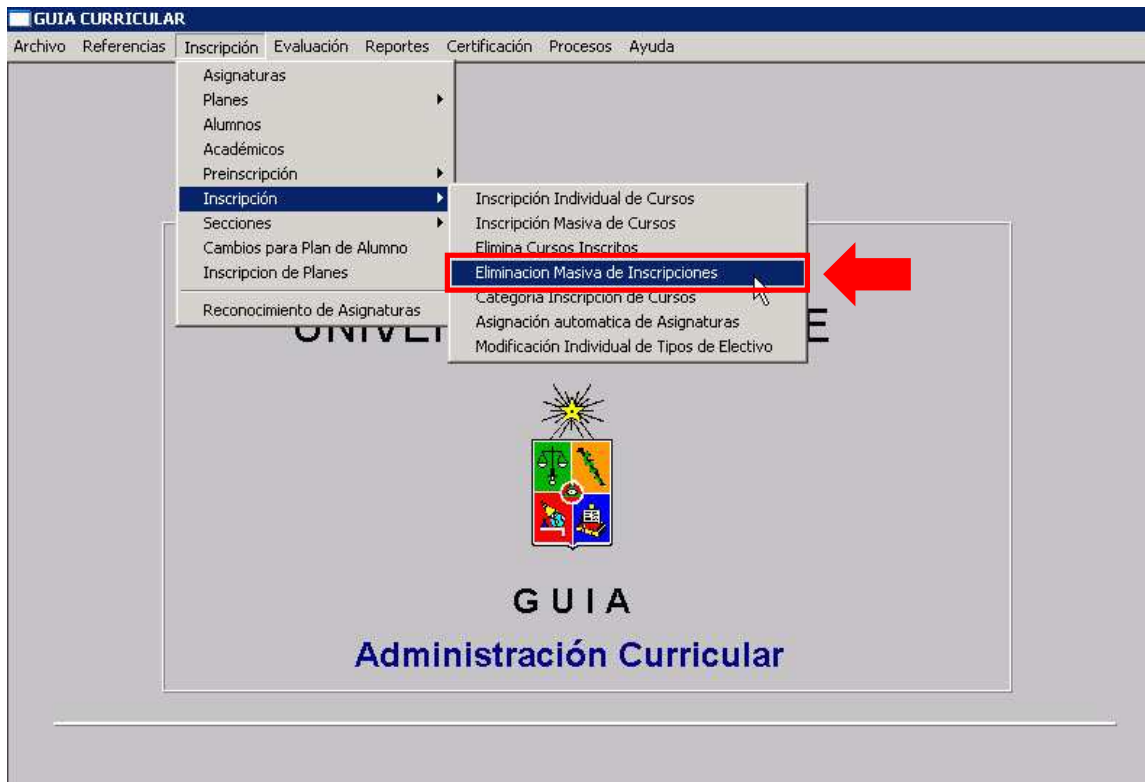 GUIA CURRICULAR
Archivo Referencias Inscripción Evaluación Reportes Certificación Procesos Ayuda
Asignaturas
Planes
Alumnos
Académicos
Preinscripción
Inscripción
Secciones
Cambios para Plan de Alumno
Inscripcion de Planes
Reconocimiento de Asignaturas
Inscripción Individual de Cursos
Inscripción Masiva de Cursos
Elimina Cursos Inscritos
Eliminacion Masiva de Inscripciones
Categoria Inscripción de Cursos
Asignación automatica de Asignaturas
Modificación Individual de Tipos de Electivo
G U I A
Administración Curricular